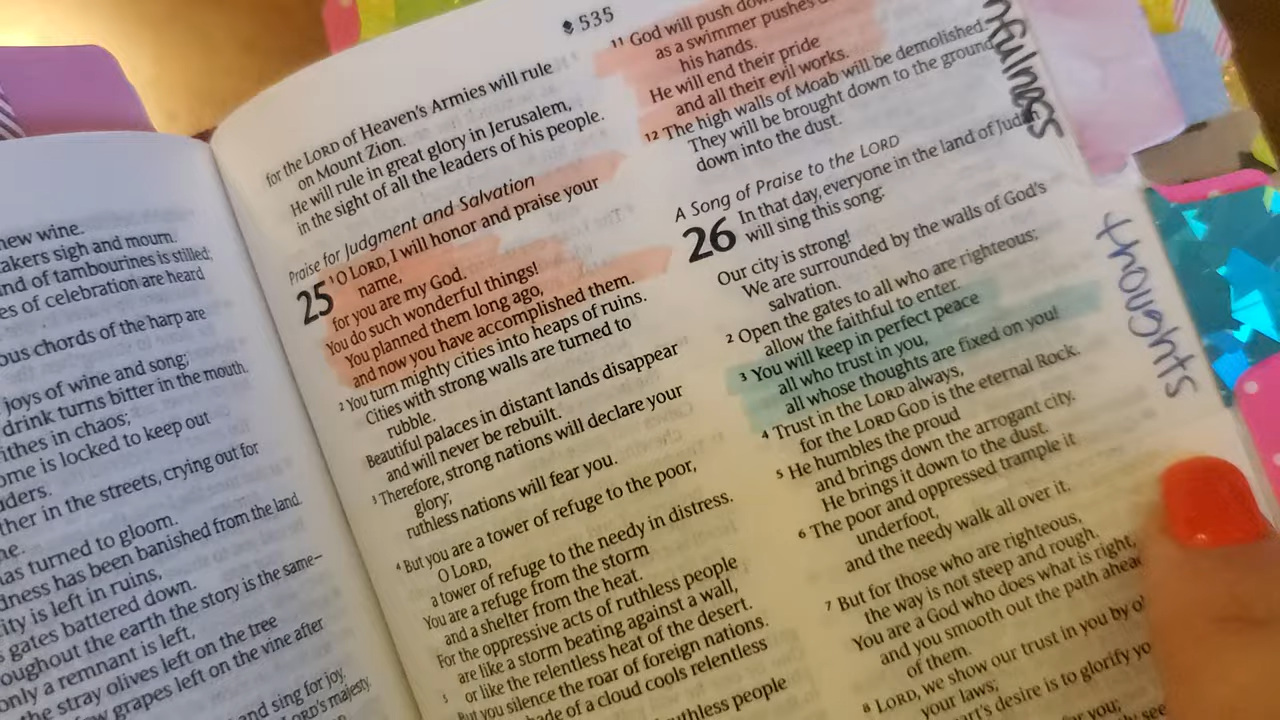 new wine.
sigh and mourn.
of tambourines is stilled;
of celebration are heard
chords of the harp are
joys of wine and song;
drink turns bitter in the mouth.
in chaos;
is locked to keep out
in the streets, crying out for
turned to gloom.
has been banished from the land.
is left in ruins,
gates battered down.
the earth the story is the same—
only a remnant is left,
the stray olives left on the tree
grapes left on the vine after
and sing for joy.
LORD's majesty.
535
for the LORD of Heaven's Armies will rule
on Mount Zion.
He will rule in great glory in Jerusalem,
in the sight of all the leaders of his people.
Praise for Judgment and Salvation
25 1 O LORD, I will honor and praise your
name,
for you are my God.
You do such wonderful things!
You planned them long ago,
and now you have accomplished them.
2 You turn mighty cities into heaps of ruins.
Cities with strong walls are turned to
rubble.
Beautiful palaces in distant lands disappear
and will never be rebuilt.
3 Therefore, strong nations will declare your
glory;
ruthless nations will fear you.
4 But you are a tower of refuge to the poor,
O LORD,
a tower of refuge to the needy in distress.
You are a refuge from the storm
and a shelter from the heat.
For the oppressive acts of ruthless people
are like a storm beating against a wall,
5 or like the relentless heat of the desert.
But you silence the roar of foreign nations.
of a cloud cools relentless
people
11 God will push down
as a swimmer pushes
his hands.
He will end their pride
and all their evil works.
12 The high walls of Moab will be demolished.
They will be brought down to the ground,
down into the dust.
A Song of Praise to the LORD
26 In that day, everyone in the land of
will sing this song:
Our city is strong!
We are surrounded by the walls of God's
salvation.
2 Open the gates to all who are righteous;
allow the faithful to enter.
3 You will keep in perfect peace
all who trust in you,
all whose thoughts are fixed on you!
4 Trust in the LORD always,
for the LORD GOD is the eternal Rock.
5 He humbles the proud
and brings down the arrogant city.
He brings it down to the dust.
6 The poor and oppressed trample it
underfoot,
and the needy walk all over it.
7 But for those who are righteous,
the way is not steep and rough.
You are a God who does what is right,
and you smooth out the path ahead
of them.
8 LORD, we show our trust in you by
your laws;
desire is to glorify
thoughts